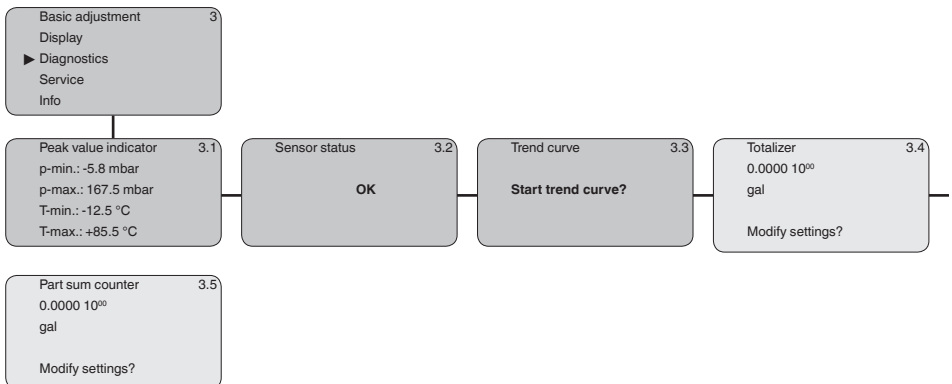 Basic adjustment 3
Display
▶ Diagnostics
Service
Info
Peak value indicator 3.1
p-min.: -5.8 mbar
p-max.: 167.5 mbar
T-min.: -12.5 °C
T-max.: +85.5 °C
Sensor status 3.2
OK
Trend curve 3.3
Start trend curve?
Totalizer 3.4
0.0000 10⁰⁰
gal
Modify settings?
Part sum counter 3.5
0.0000 10⁰⁰
gal
Modify settings?